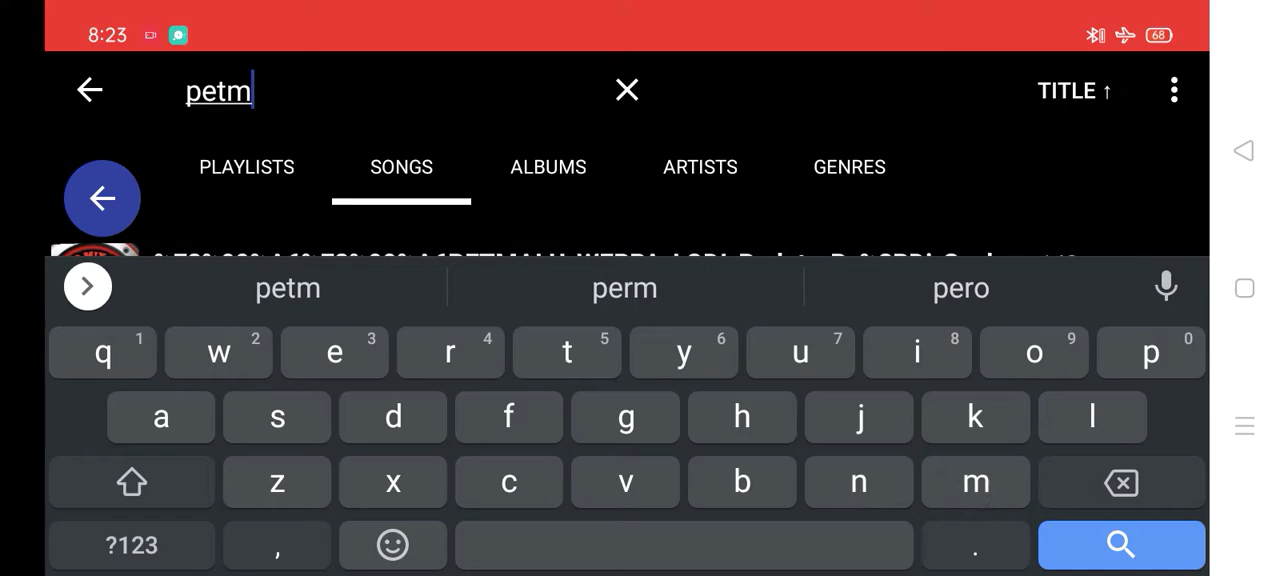 8:23 68
petm TITLE ↑
PLAYLISTS SONGS ALBUMS ARTISTS GENRES
petm perm pero
q 1 w 2 e 3 r 4 t 5 y 6 u 7 i 8 o 9 p 0
a s d f g h j k l
z x c v b n m
?123 , .